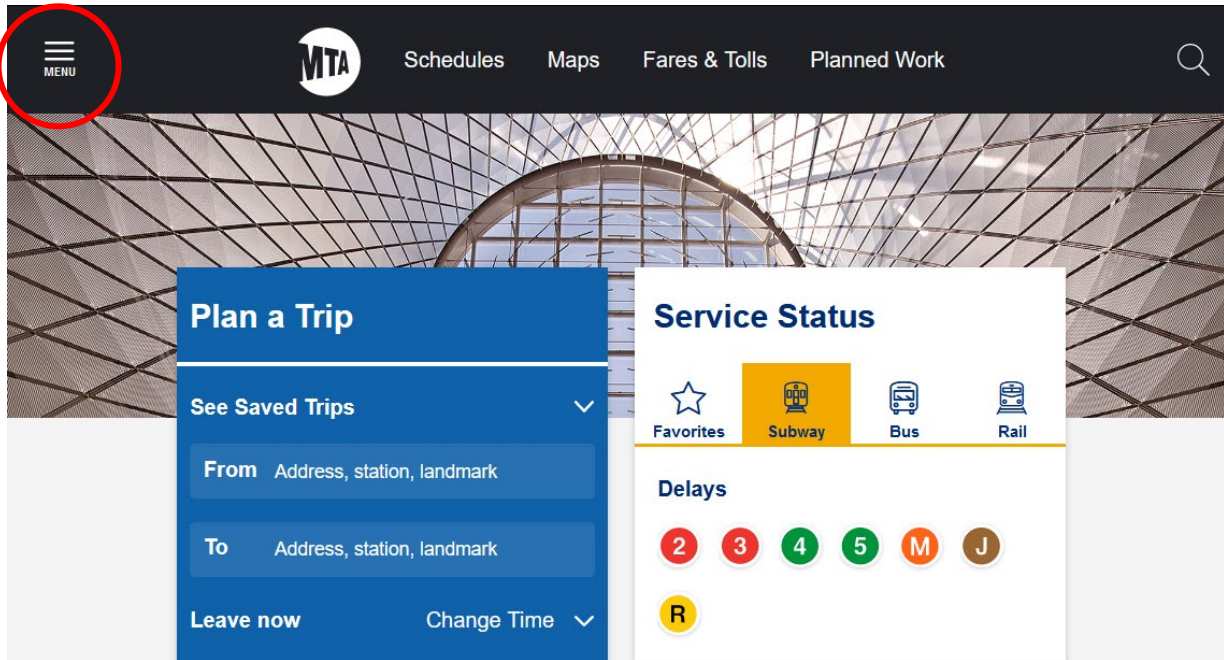 MENU
MTA
Schedules Maps Fares & Tolls Planned Work
Plan a Trip
See Saved Trips
From Address, station, landmark
To Address, station, landmark
Leave now Change Time
Service Status
Favorites Subway Bus Rail
Delays
2 3 4 5 M J
R